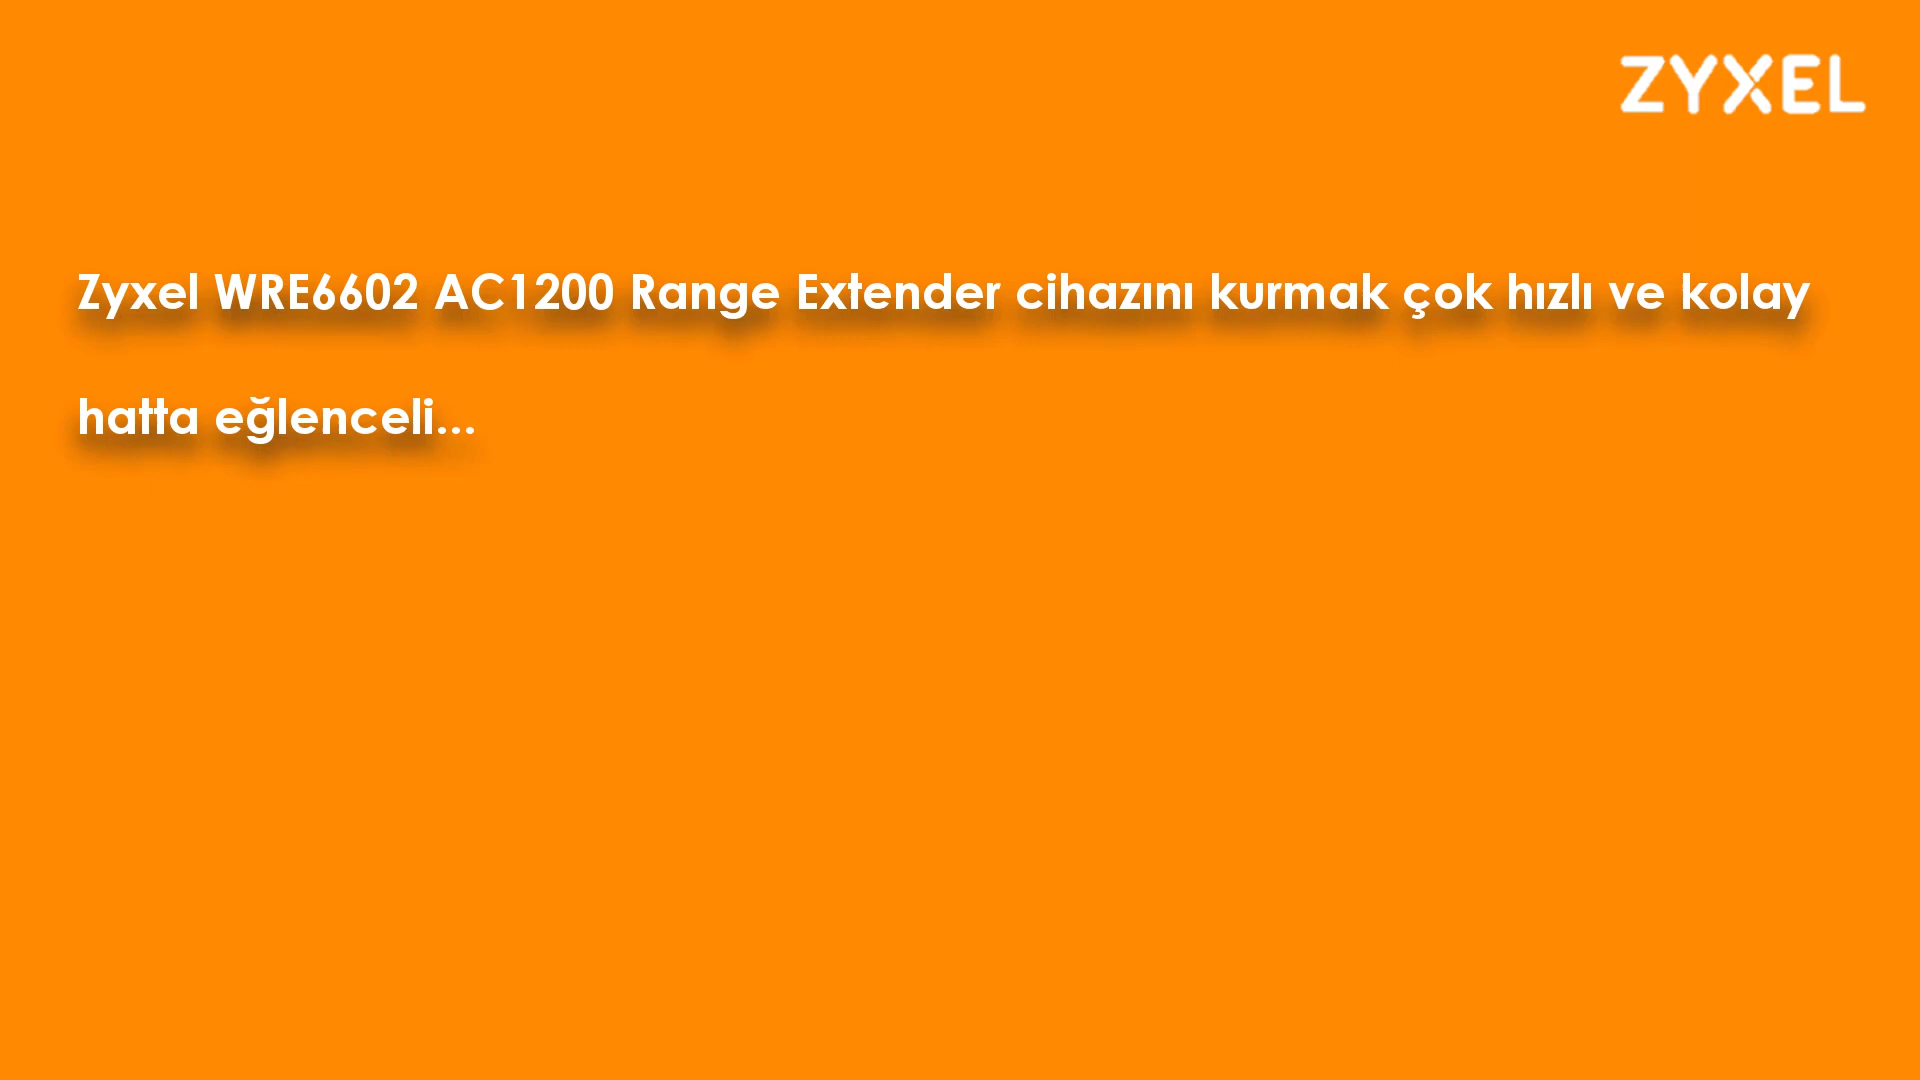 ZYXEL
Zyxel WRE6602 AC1200 Range Extender cihazını kurmak çok hızlı ve kolay
hatta eğlenceli...